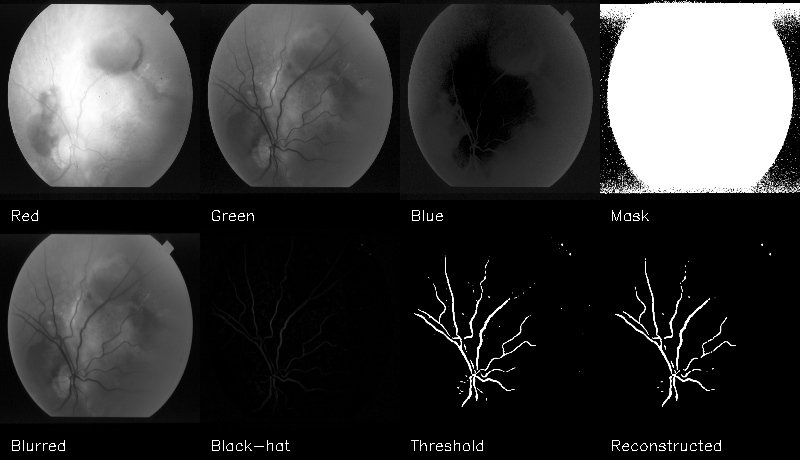 Red
Green
Blue
Mask
Blurred
Black-hat
Threshold
Reconstructed